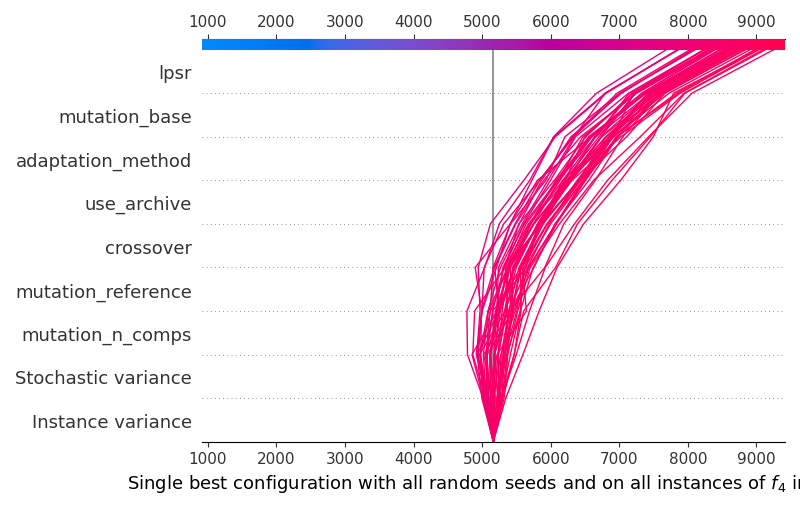 1000 2000 3000 4000 5000 6000 7000 8000 9000
lpsr
mutation_base
adaptation_method
use_archive
crossover
mutation_reference
mutation_n_comps
Stochastic variance
Instance variance
1000 2000 3000 4000 5000 6000 7000 8000 9000
Single best configuration with all random seeds and on all instances of f₄ i